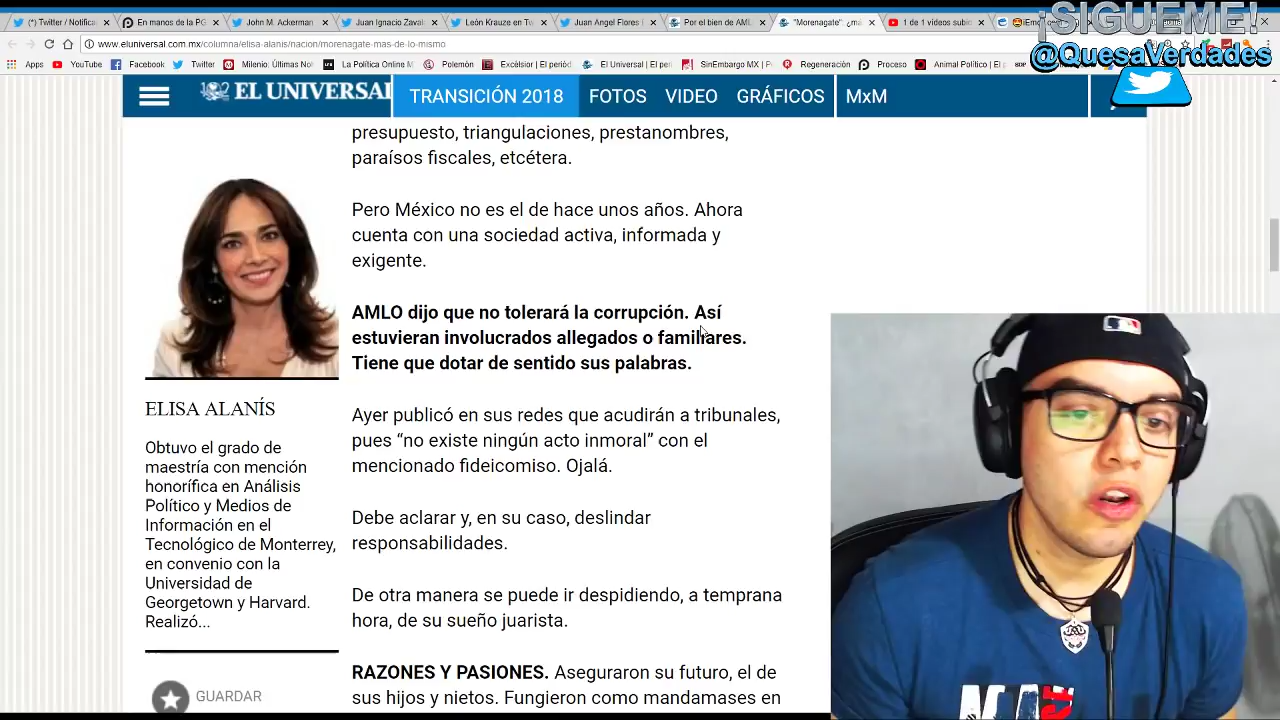 ¡SIGUEME!
@QuesaVerdades
(*) Twitter / Notifica
En manos de la PG
John M. Ackerman
Juan Ignacio Zaval
León Krauze en Tw
Juan Angel Flores
Por el bien de AML
"Morenagate": ¿má
1 de 1 vídeos subio
www.eluniversal.com.mx/columna/elisa-alanis/nacion/morenagate-mas-de-lo-mismo
Apps YouTube Facebook Twitter Milenio: Últimas No La Política Online M Polemón Excélsior | El periód El Universal | El peri SinEmbargo MX | P Regeneración Proceso Animal Político | El
EL UNIVERSAL TRANSICIÓN 2018 FOTOS VIDEO GRÁFICOS MxM
presupuesto, triangulaciones, prestanombres,
paraísos fiscales, etcétera.
Pero México no es el de hace unos años. Ahora
cuenta con una sociedad activa, informada y
exigente.
AMLO dijo que no tolerará la corrupción. Así
estuvieran involucrados allegados o familiares.
Tiene que dotar de sentido sus palabras.
Ayer publicó en sus redes que acudirán a tribunales,
pues “no existe ningún acto inmoral” con el
mencionado fideicomiso. Ojalá.
Debe aclarar y, en su caso, deslindar
responsabilidades.
De otra manera se puede ir despidiendo, a temprana
hora, de su sueño juarista.
RAZONES Y PASIONES. Aseguraron su futuro, el de
sus hijos y nietos. Fungieron como mandamases en
ELISA ALANÍS
Obtuvo el grado de
maestría con mención
honorífica en Análisis
Político y Medios de
Información en el
Tecnológico de Monterrey,
en convenio con la
Universidad de
Georgetown y Harvard.
Realizó...
GUARDAR